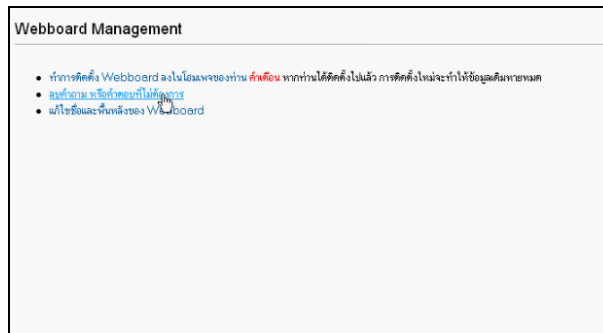 Webboard Management
ทำการติดตั้ง Webboard ลงในโฮมเพจของท่าน คำเตือน หากท่านได้ติดตั้งไปแล้ว การติดตั้งใหม่จะทำให้ข้อมูลเดิมหายหมด
ลบคำถาม หรือคำตอบที่ไม่ต้องการ
แก้ไขชื่อและพื้นหลังของ Webboard